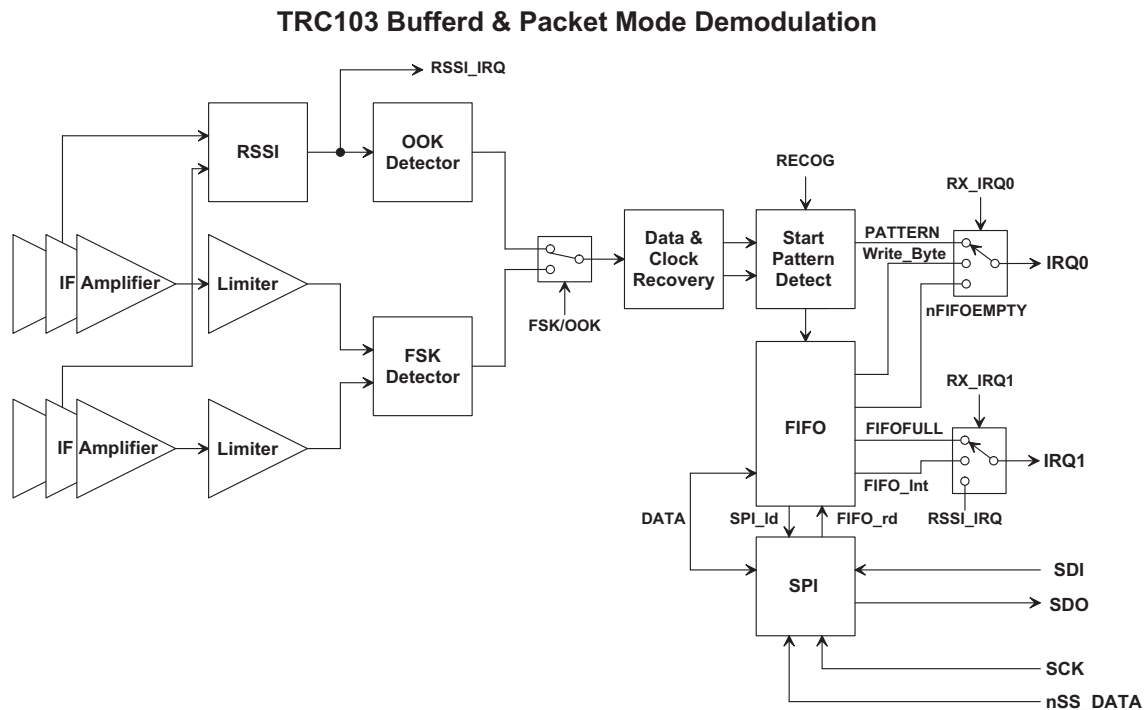 TRC103 Bufferd & Packet Mode Demodulation
RSSI_IRQ
RSSI
OOK
Detector
RECOG
RX_IRQ0
IF Amplifier
Limiter
Data &
Clock
Recovery
Start
Pattern
Detect
PATTERN
Write_Byte
IRQ0
nFIFOEMPTY
FSK/OOK
FSK
Detector
RX_IRQ1
IF Amplifier
Limiter
FIFO
FIFOFULL
IRQ1
FIFO_Int
RSSI_IRQ
DATA
SPI_ld
FIFO_rd
SPI
SDI
SDO
SCK
nSS_DATA